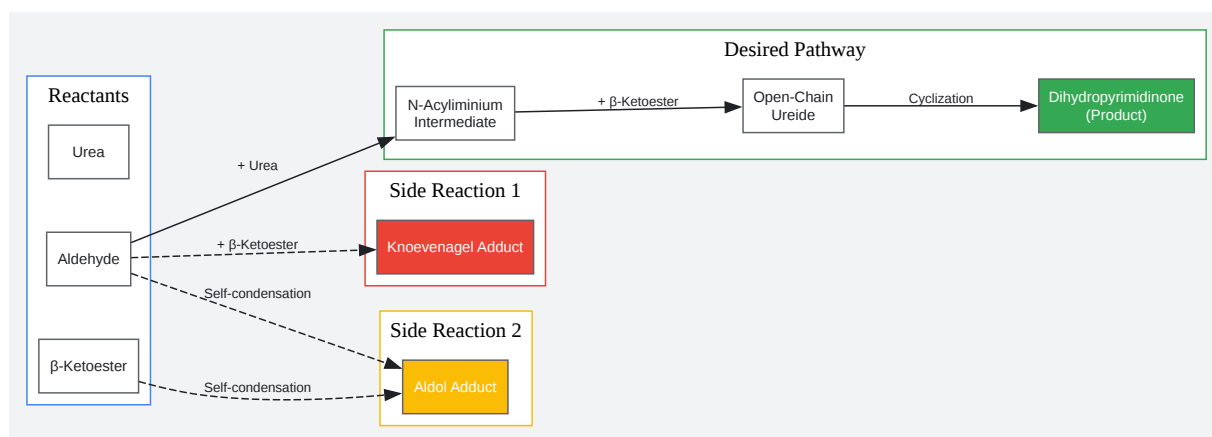 Reactants
Urea
Aldehyde
β-Ketoester
Desired Pathway
+ Urea
N-Acyliminium
Intermediate
+ β-Ketoester
Open-Chain
Ureide
Cyclization
Dihydropyrimidinone
(Product)
Side Reaction 1
+ β-Ketoester
Knoevenagel Adduct
Side Reaction 2
Self-condensation
Self-condensation
Aldol Adduct